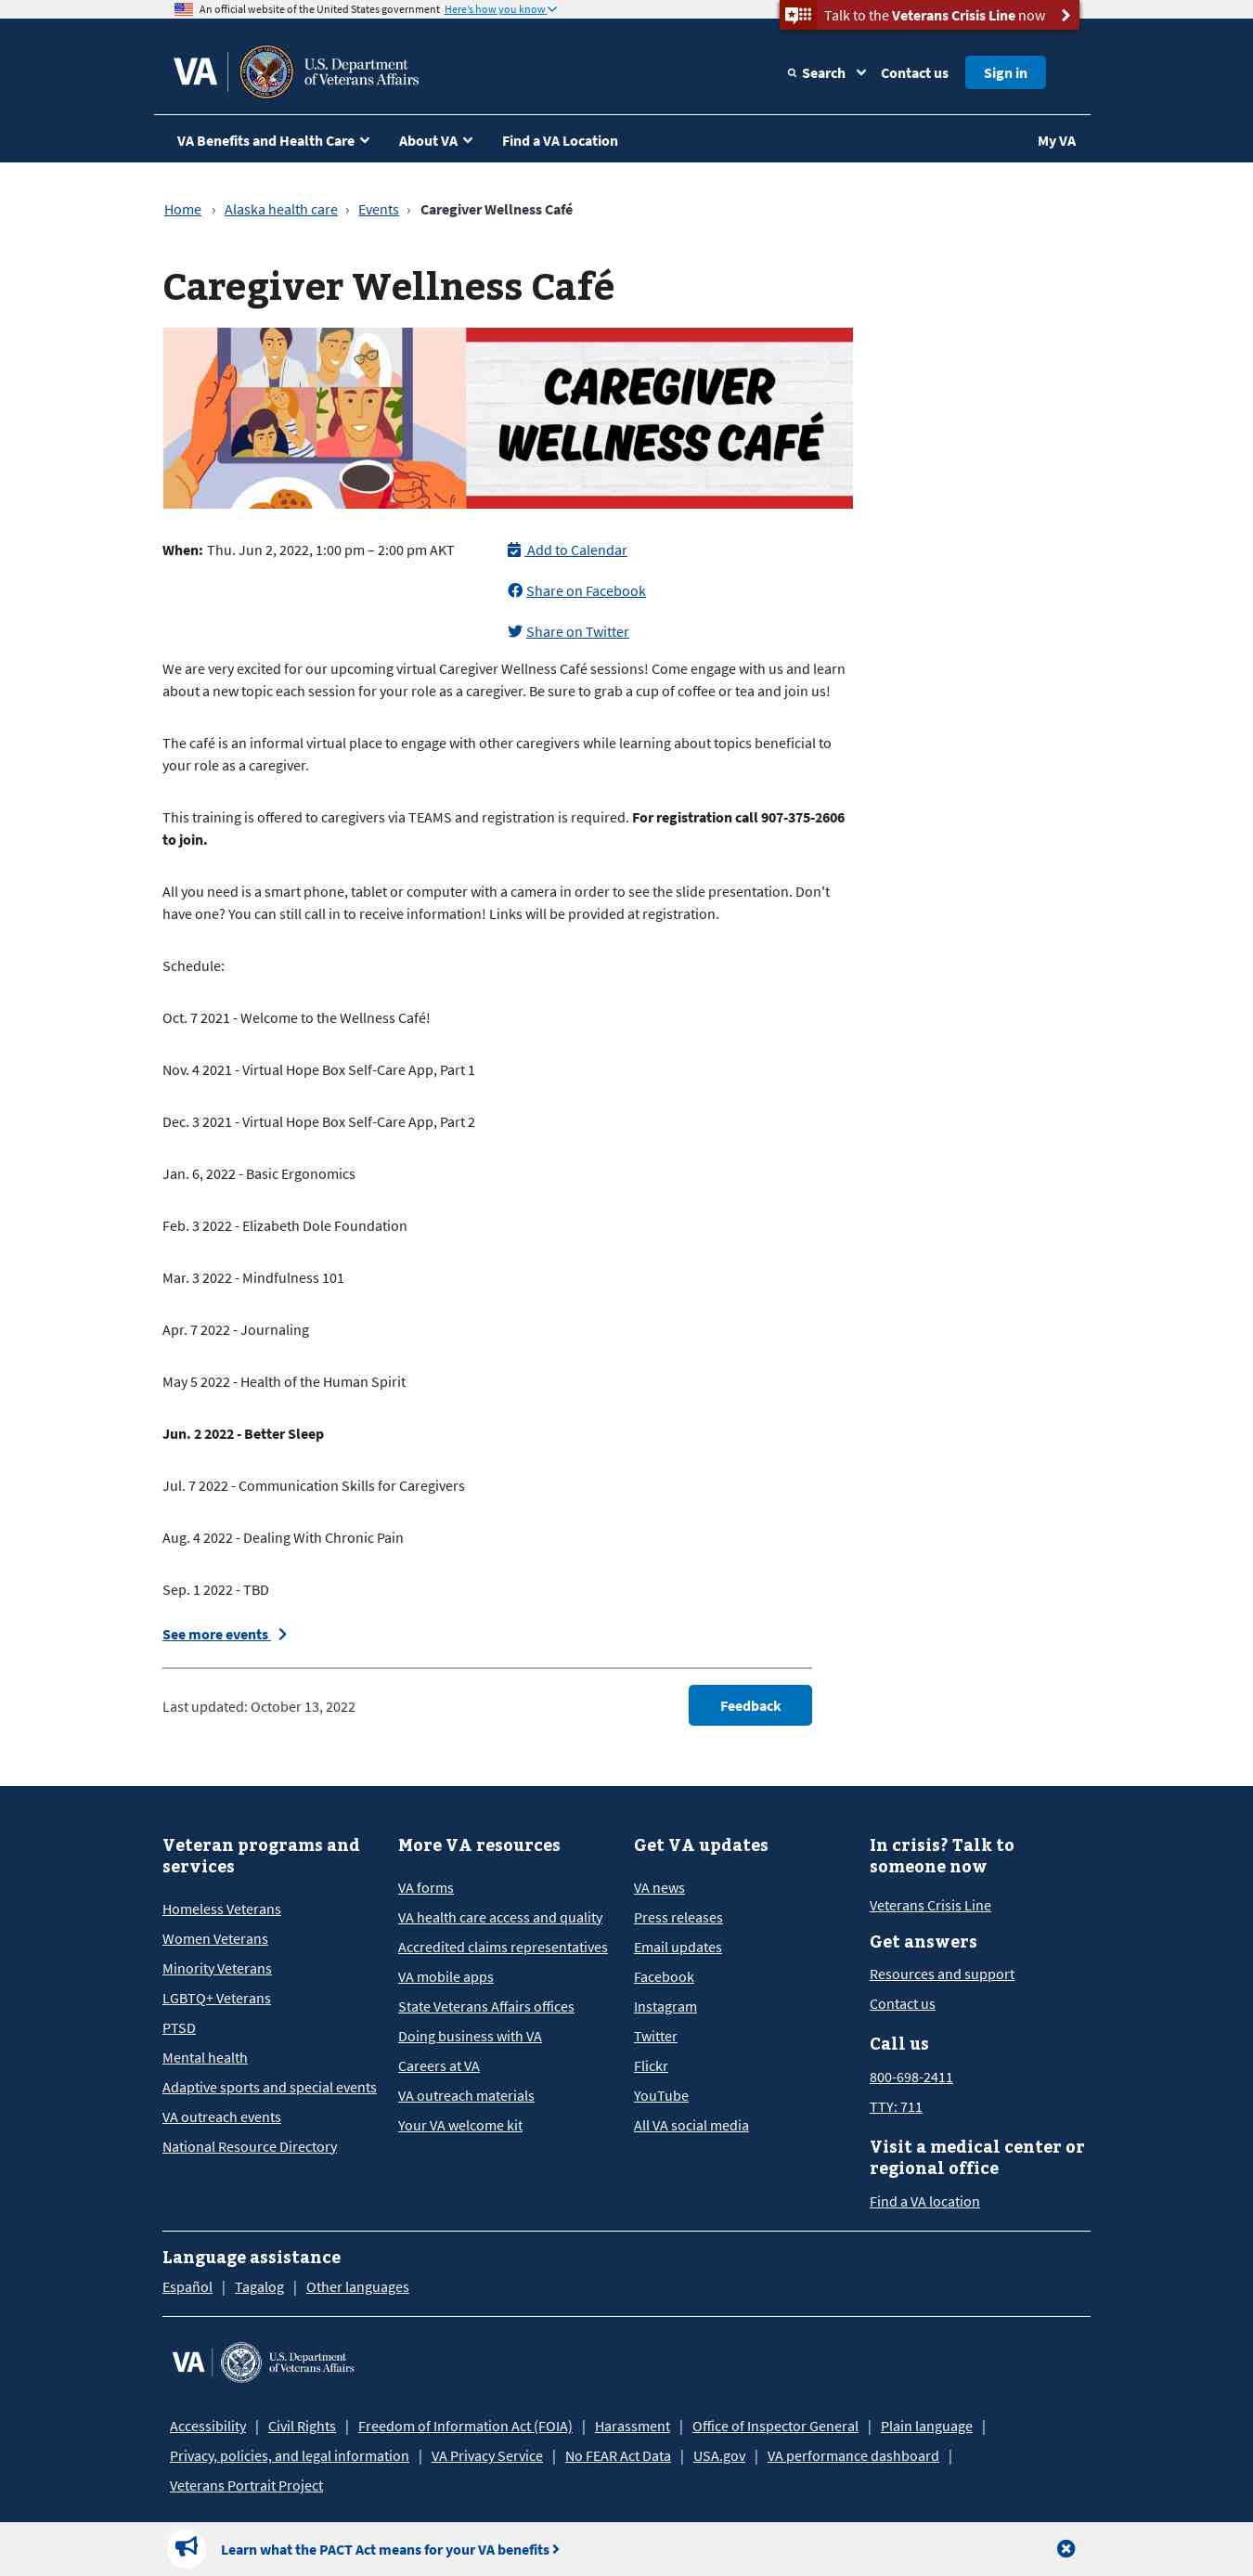 An official website of the United States government Here's how you know
Talk to the Veterans Crisis Line now
VA
U.S. Department
of Veterans Affairs
Search
Contact us
Sign in
VA Benefits and Health Care
About VA
Find a VA Location
My VA
Home › Alaska health care › Events › Caregiver Wellness Café
Caregiver Wellness Café
CAREGIVER
WELLNESS CAFÉ
When: Thu. Jun 2, 2022, 1:00 pm – 2:00 pm AKT
Add to Calendar
Share on Facebook
Share on Twitter
We are very excited for our upcoming virtual Caregiver Wellness Café sessions! Come engage with us and learn
about a new topic each session for your role as a caregiver. Be sure to grab a cup of coffee or tea and join us!
The café is an informal virtual place to engage with other caregivers while learning about topics beneficial to
your role as a caregiver.
This training is offered to caregivers via TEAMS and registration is required. For registration call 907-375-2606
to join.
All you need is a smart phone, tablet or computer with a camera in order to see the slide presentation. Don't
have one? You can still call in to receive information! Links will be provided at registration.
Schedule:
Oct. 7 2021 - Welcome to the Wellness Café!
Nov. 4 2021 - Virtual Hope Box Self-Care App, Part 1
Dec. 3 2021 - Virtual Hope Box Self-Care App, Part 2
Jan. 6, 2022 - Basic Ergonomics
Feb. 3 2022 - Elizabeth Dole Foundation
Mar. 3 2022 - Mindfulness 101
Apr. 7 2022 - Journaling
May 5 2022 - Health of the Human Spirit
Jun. 2 2022 - Better Sleep
Jul. 7 2022 - Communication Skills for Caregivers
Aug. 4 2022 - Dealing With Chronic Pain
Sep. 1 2022 - TBD
See more events
Last updated: October 13, 2022
Feedback
Veteran programs and
services
Homeless Veterans
Women Veterans
Minority Veterans
LGBTQ+ Veterans
PTSD
Mental health
Adaptive sports and special events
VA outreach events
National Resource Directory
More VA resources
VA forms
VA health care access and quality
Accredited claims representatives
VA mobile apps
State Veterans Affairs offices
Doing business with VA
Careers at VA
VA outreach materials
Your VA welcome kit
Get VA updates
VA news
Press releases
Email updates
Facebook
Instagram
Twitter
Flickr
YouTube
All VA social media
In crisis? Talk to
someone now
Veterans Crisis Line
Get answers
Resources and support
Contact us
Call us
800-698-2411
TTY: 711
Visit a medical center or
regional office
Find a VA location
Language assistance
Español | Tagalog | Other languages
VA
U.S. Department
of Veterans Affairs
Accessibility | Civil Rights | Freedom of Information Act (FOIA) | Harassment | Office of Inspector General | Plain language |
Privacy, policies, and legal information | VA Privacy Service | No FEAR Act Data | USA.gov | VA performance dashboard |
Veterans Portrait Project
Learn what the PACT Act means for your VA benefits